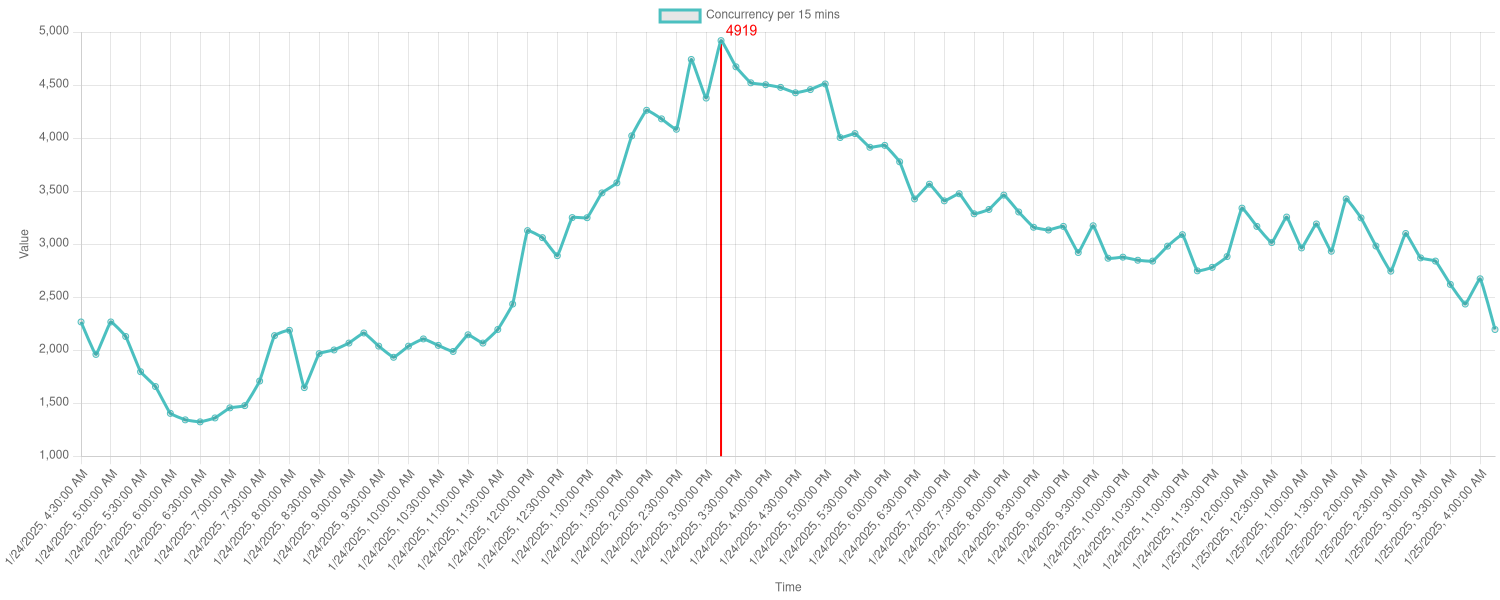 Concurrency per 15 mins
4919
5,000
4,500
4,000
3,500
3,000
2,500
2,000
1,500
1,000
Value
1/24/2025, 4:30:00 AM
1/24/2025, 5:00:00 AM
1/24/2025, 5:30:00 AM
1/24/2025, 6:00:00 AM
1/24/2025, 6:30:00 AM
1/24/2025, 7:00:00 AM
1/24/2025, 7:30:00 AM
1/24/2025, 8:00:00 AM
1/24/2025, 8:30:00 AM
1/24/2025, 9:00:00 AM
1/24/2025, 9:30:00 AM
1/24/2025, 10:00:00 AM
1/24/2025, 10:30:00 AM
1/24/2025, 11:00:00 AM
1/24/2025, 11:30:00 AM
1/24/2025, 12:00:00 PM
1/24/2025, 12:30:00 PM
1/24/2025, 1:00:00 PM
1/24/2025, 1:30:00 PM
1/24/2025, 2:00:00 PM
1/24/2025, 2:30:00 PM
1/24/2025, 3:00:00 PM
1/24/2025, 3:30:00 PM
1/24/2025, 4:00:00 PM
1/24/2025, 4:30:00 PM
1/24/2025, 5:00:00 PM
1/24/2025, 5:30:00 PM
1/24/2025, 6:00:00 PM
1/24/2025, 6:30:00 PM
1/24/2025, 7:00:00 PM
1/24/2025, 7:30:00 PM
1/24/2025, 8:00:00 PM
1/24/2025, 8:30:00 PM
1/24/2025, 9:00:00 PM
1/24/2025, 9:30:00 PM
1/24/2025, 10:00:00 PM
1/24/2025, 10:30:00 PM
1/24/2025, 11:00:00 PM
1/24/2025, 11:30:00 PM
1/25/2025, 12:00:00 AM
1/25/2025, 12:30:00 AM
1/25/2025, 1:00:00 AM
1/25/2025, 1:30:00 AM
1/25/2025, 2:00:00 AM
1/25/2025, 2:30:00 AM
1/25/2025, 3:00:00 AM
1/25/2025, 3:30:00 AM
1/25/2025, 4:00:00 AM
Time